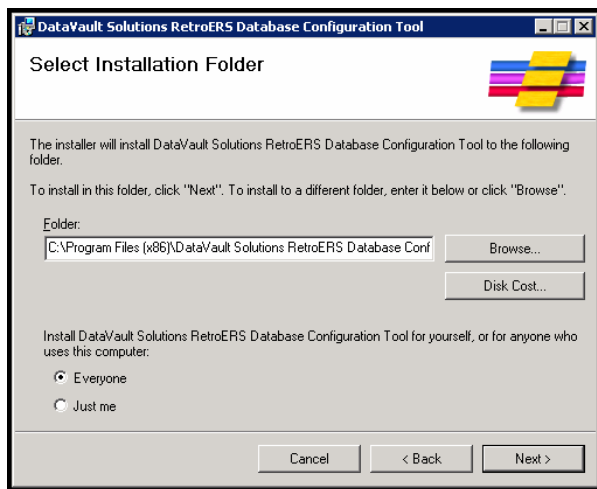 DataVault Solutions RetroERS Database Configuration Tool
Select Installation Folder
The installer will install DataVault Solutions RetroERS Database Configuration Tool to the following
folder.
To install in this folder, click "Next". To install to a different folder, enter it below or click "Browse".
Folder:
C:\Program Files (x86)\DataVault Solutions RetroERS Database Conf
Browse...
Disk Cost...
Install DataVault Solutions RetroERS Database Configuration Tool for yourself, or for anyone who
uses this computer:
Everyone
Just me
Cancel
< Back
Next >